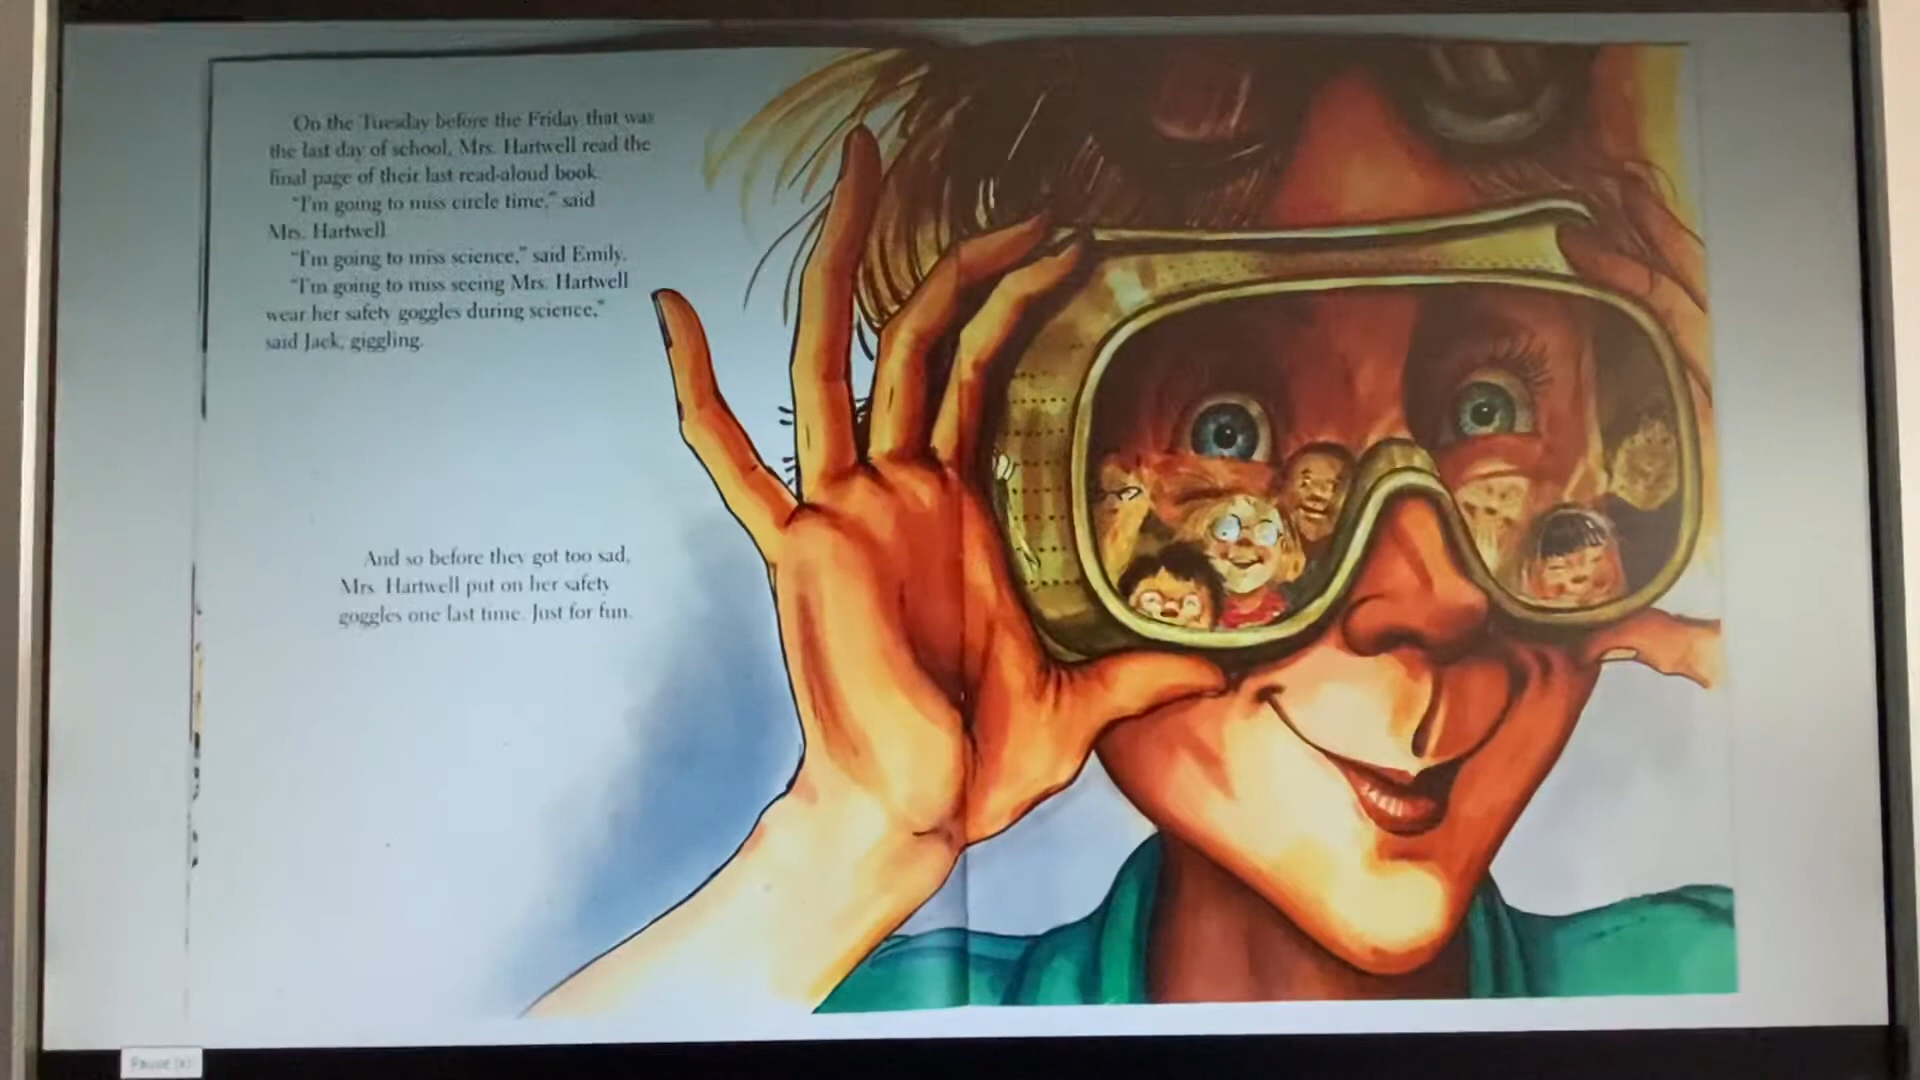 On the Tuesday before the Friday that was
the last day of school, Mrs. Hartwell read the
final page of their last read-aloud book.
"I'm going to miss circle time," said
Mrs. Hartwell.
"I'm going to miss science," said Emily.
"I'm going to miss seeing Mrs. Hartwell
wear her safety goggles during science,"
said Jack, giggling.
And so before they got too sad,
Mrs. Hartwell put on her safety
goggles one last time. Just for fun.
Pause (k)